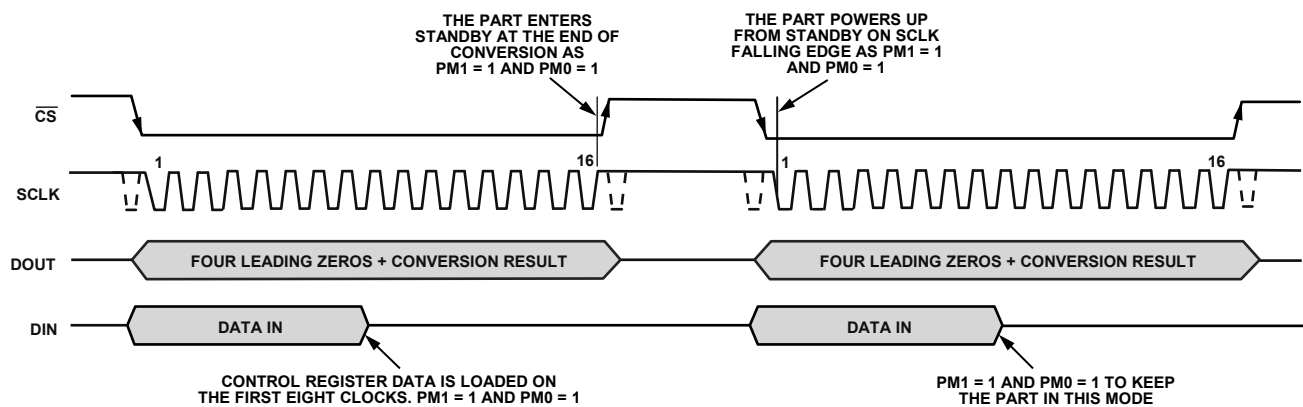 THE PART ENTERS
STANDBY AT THE END OF
CONVERSION AS
PM1 = 1 AND PM0 = 1
THE PART POWERS UP
FROM STANDBY ON SCLK
FALLING EDGE AS PM1 = 1
AND PM0 = 1
CS
1
16
1
16
SCLK
DOUT
FOUR LEADING ZEROS + CONVERSION RESULT
FOUR LEADING ZEROS + CONVERSION RESULT
DIN
DATA IN
DATA IN
CONTROL REGISTER DATA IS LOADED ON
THE FIRST EIGHT CLOCKS. PM1 = 1 AND PM0 = 1
PM1 = 1 AND PM0 = 1 TO KEEP
THE PART IN THIS MODE